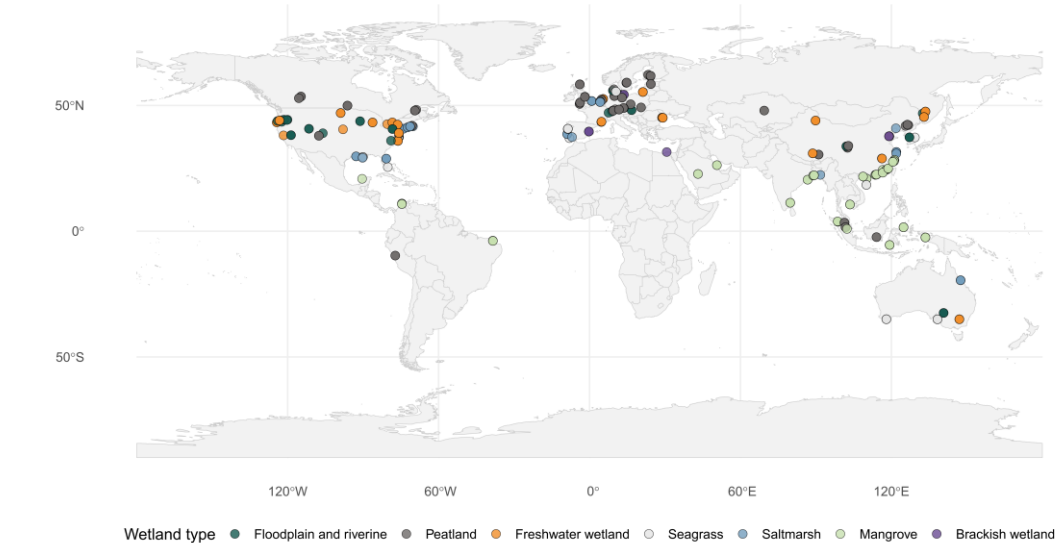 50°N
0°
50°S
120°W 60°W 0° 60°E 120°E
Wetland type Floodplain and riverine Peatland Freshwater wetland Seagrass Saltmarsh Mangrove Brackish wetland